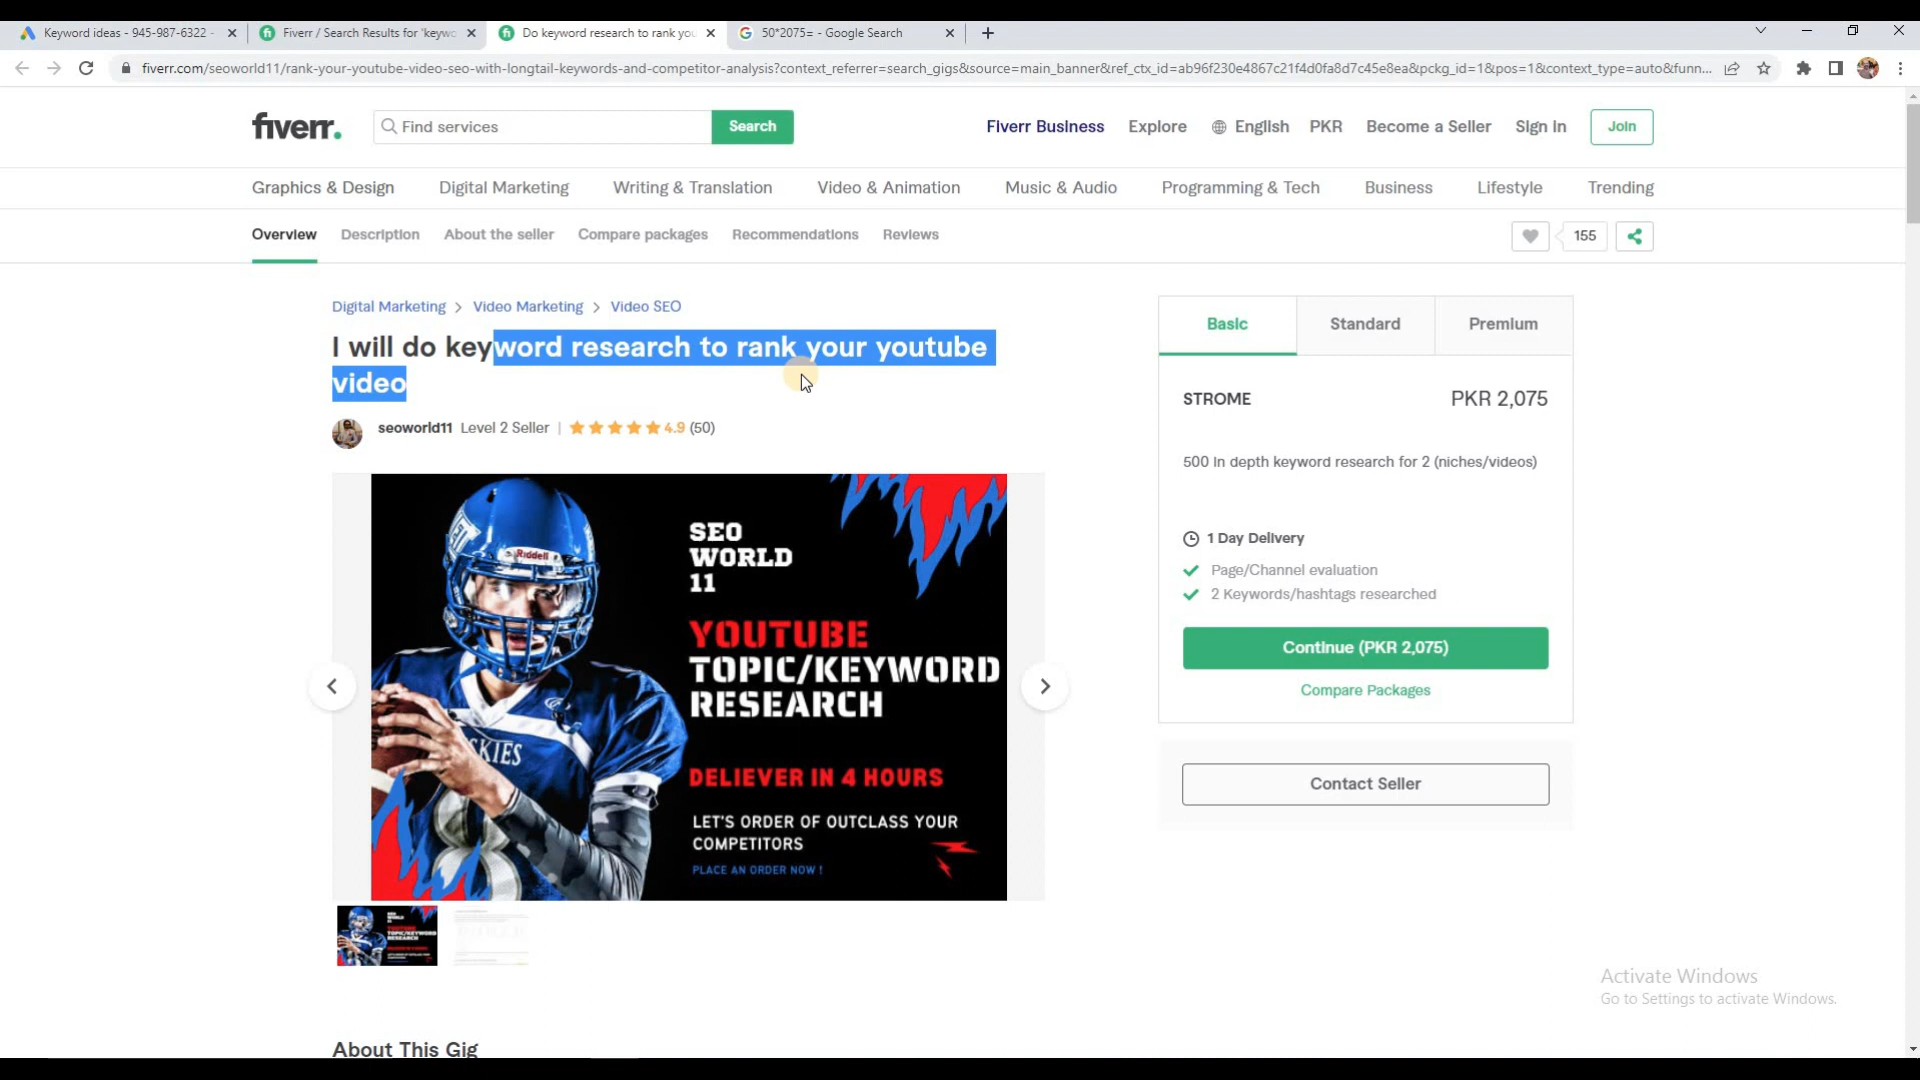 Keyword ideas - 945-987-6322 -
Fiverr / Search Results for 'keywo
Do keyword research to rank you
50*2075= - Google Search
fiverr.com/seoworld11/rank-your-youtube-video-seo-with-longtail-keywords-and-competitor-analysis?context_referrer=search_gigs&source=main_banner&ref_ctx_id=ab96f230e4867c21f4d0fa8d7c45e8ea&pckg_id=1&pos=1&context_type=auto&funn...
fiverr.
Find services
Search
Fiverr Business
Explore
English
PKR
Become a Seller
Sign in
Join
Graphics & Design
Digital Marketing
Writing & Translation
Video & Animation
Music & Audio
Programming & Tech
Business
Lifestyle
Trending
Overview
Description
About the seller
Compare packages
Recommendations
Reviews
155
Digital Marketing > Video Marketing > Video SEO
I will do keyword research to rank your youtube
video
seoworld11 Level 2 Seller | 4.9 (50)
Riddell
SEO
WORLD
11
YOUTUBE
TOPIC/KEYWORD
RESEARCH
KIES
DELIEVER IN 4 HOURS
LET'S ORDER OF OUTCLASS YOUR
COMPETITORS
PLACE AN ORDER NOW !
Basic
Standard
Premium
STROME
PKR 2,075
500 In depth keyword research for 2 (niches/videos)
1 Day Delivery
Page/Channel evaluation
2 Keywords/hashtags researched
Continue (PKR 2,075)
Compare Packages
Contact Seller
SEO
WORLD
11
YOUTUBE
TOPIC/KEYWORD
RESEARCH
About This Gig
Activate Windows
Go to Settings to activate Windows.